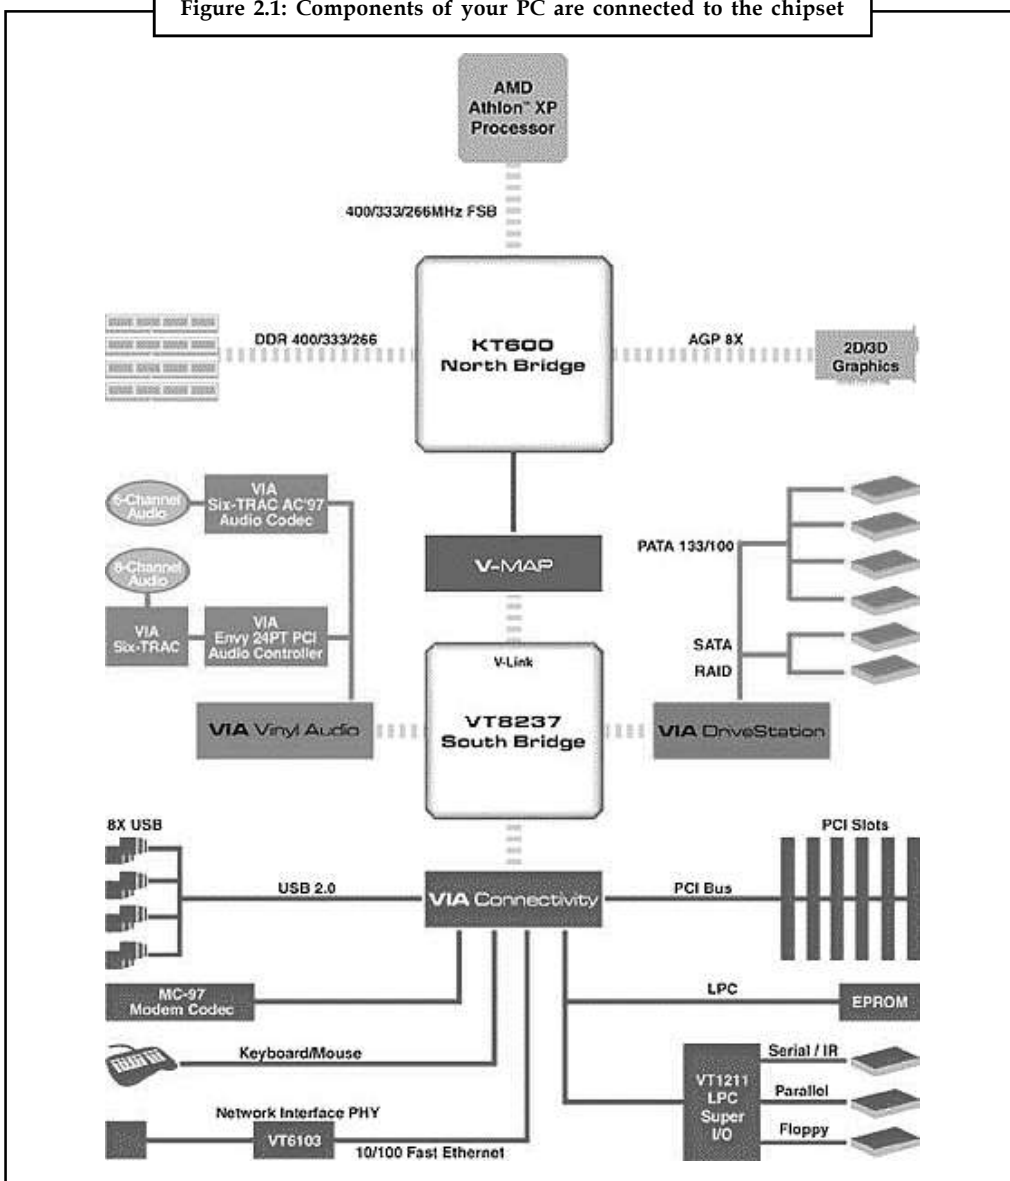 Figure 2.1: Components of your PC are connected to the chipset
AMD
Athlon™ XP
Processor
400/333/266MHz FSB
DDR 400/333/266
KT600
North Bridge
AGP 8X
2D/3D
Graphics
6-Channel
Audio
VIA
Six-TRAC AC'97
Audio Codec
PATA 133/100
V-MAP
8-Channel
Audio
VIA
Six-TRAC
VIA
Envy 24PT PCI
Audio Controller
SATA
RAID
V-Link
VIA Vinyl Audio
VT8237
South Bridge
VIA DriveStation
8X USB
PCI Slots
USB 2.0
VIA Connectivity
PCI Bus
MC-97
Modem Codec
LPC
EPROM
Keyboard/Mouse
Serial / IR
VT1211
LPC
Super
I/O
Parallel
Floppy
Network Interface PHY
VT6103
10/100 Fast Ethernet